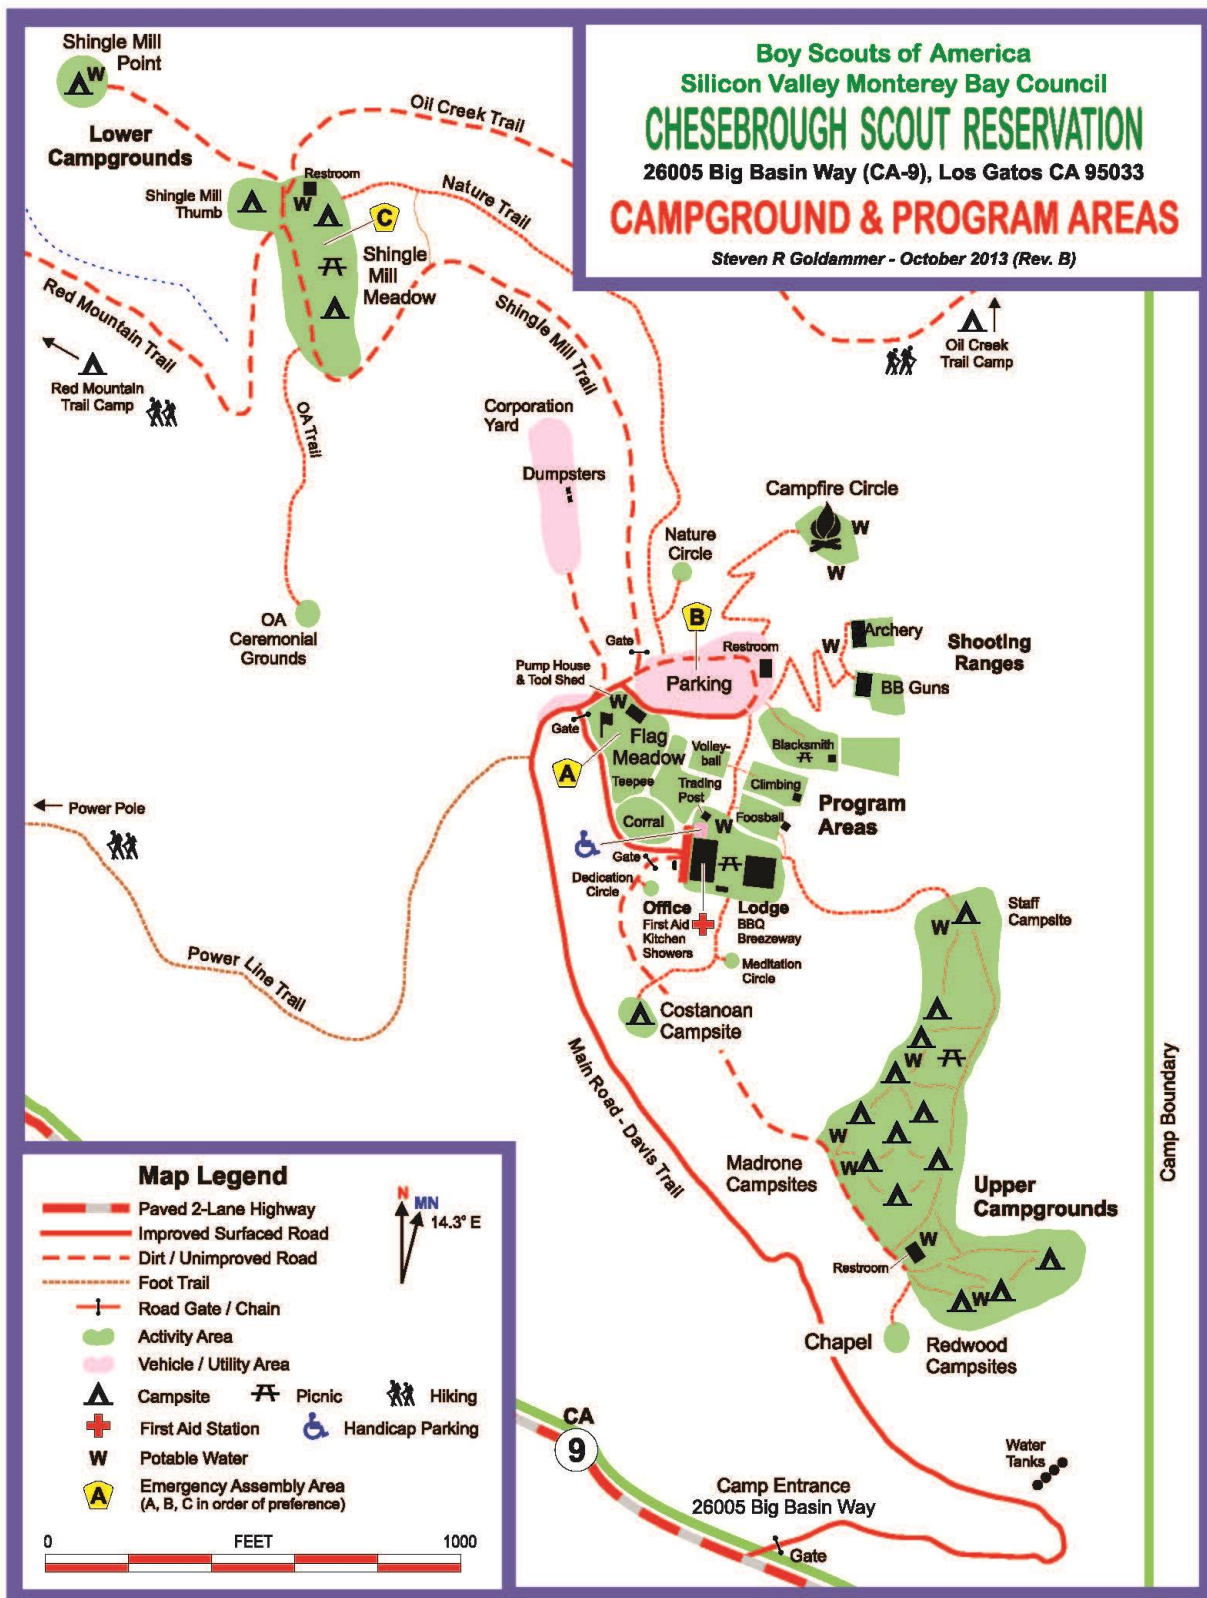 Boy Scouts of America
Silicon Valley Monterey Bay Council
CHESEBROUGH SCOUT RESERVATION
26005 Big Basin Way (CA-9), Los Gatos CA 95033
CAMPGROUND & PROGRAM AREAS
Steven R Goldammer - October 2013 (Rev. B)
Shingle Mill
Point
W
Lower
Campgrounds
Oil Creek Trail
Restroom
Shingle Mill
Thumb
W
C
Nature Trail
Shingle
Mill
Meadow
Red Mountain Trail
Shingle Mill Trail
Red Mountain
Trail Camp
Oil Creek
Trail Camp
OA Trail
Corporation
Yard
Dumpsters
Campfire Circle
W
W
Nature
Circle
OA
Ceremonial
Grounds
B
Gate
Restroom
W
Archery
Shooting
Ranges
BB Guns
Pump House
& Tool Shed
Parking
W
Gate
Flag
Meadow
Volley-
ball
Blacksmith
A
Teepee
Trading
Post
Climbing
Program
Areas
Power Pole
Corral
W
Foosball
Gate
Dedication
Circle
Office
First Aid
Kitchen
Showers
Lodge
BBQ
Breezeway
Staff
Campsite
W
Power Line Trail
Meditation
Circle
Costanoan
Campsite
Main Road - Davis Trail
W
W
W
Madrone
Campsites
Upper
Campgrounds
W
Restroom
W
Chapel
Redwood
Campsites
Camp Boundary
Water
Tanks
CA
9
Camp Entrance
26005 Big Basin Way
Gate
Map Legend
Paved 2-Lane Highway
Improved Surfaced Road
Dirt / Unimproved Road
Foot Trail
Road Gate / Chain
Activity Area
Vehicle / Utility Area
Campsite
Picnic
Hiking
First Aid Station
Handicap Parking
W
Potable Water
A
Emergency Assembly Area
(A, B, C in order of preference)
N
MN
14.3° E
0 FEET 1000